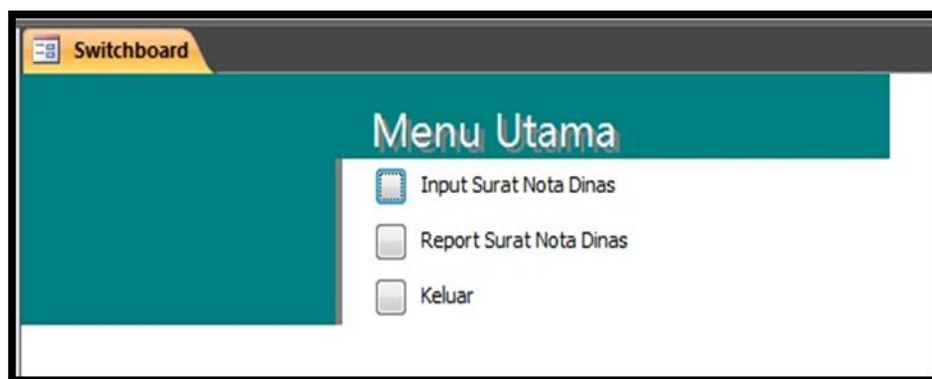 Switchboard
Menu Utama
Input Surat Nota Dinas
Report Surat Nota Dinas
Keluar